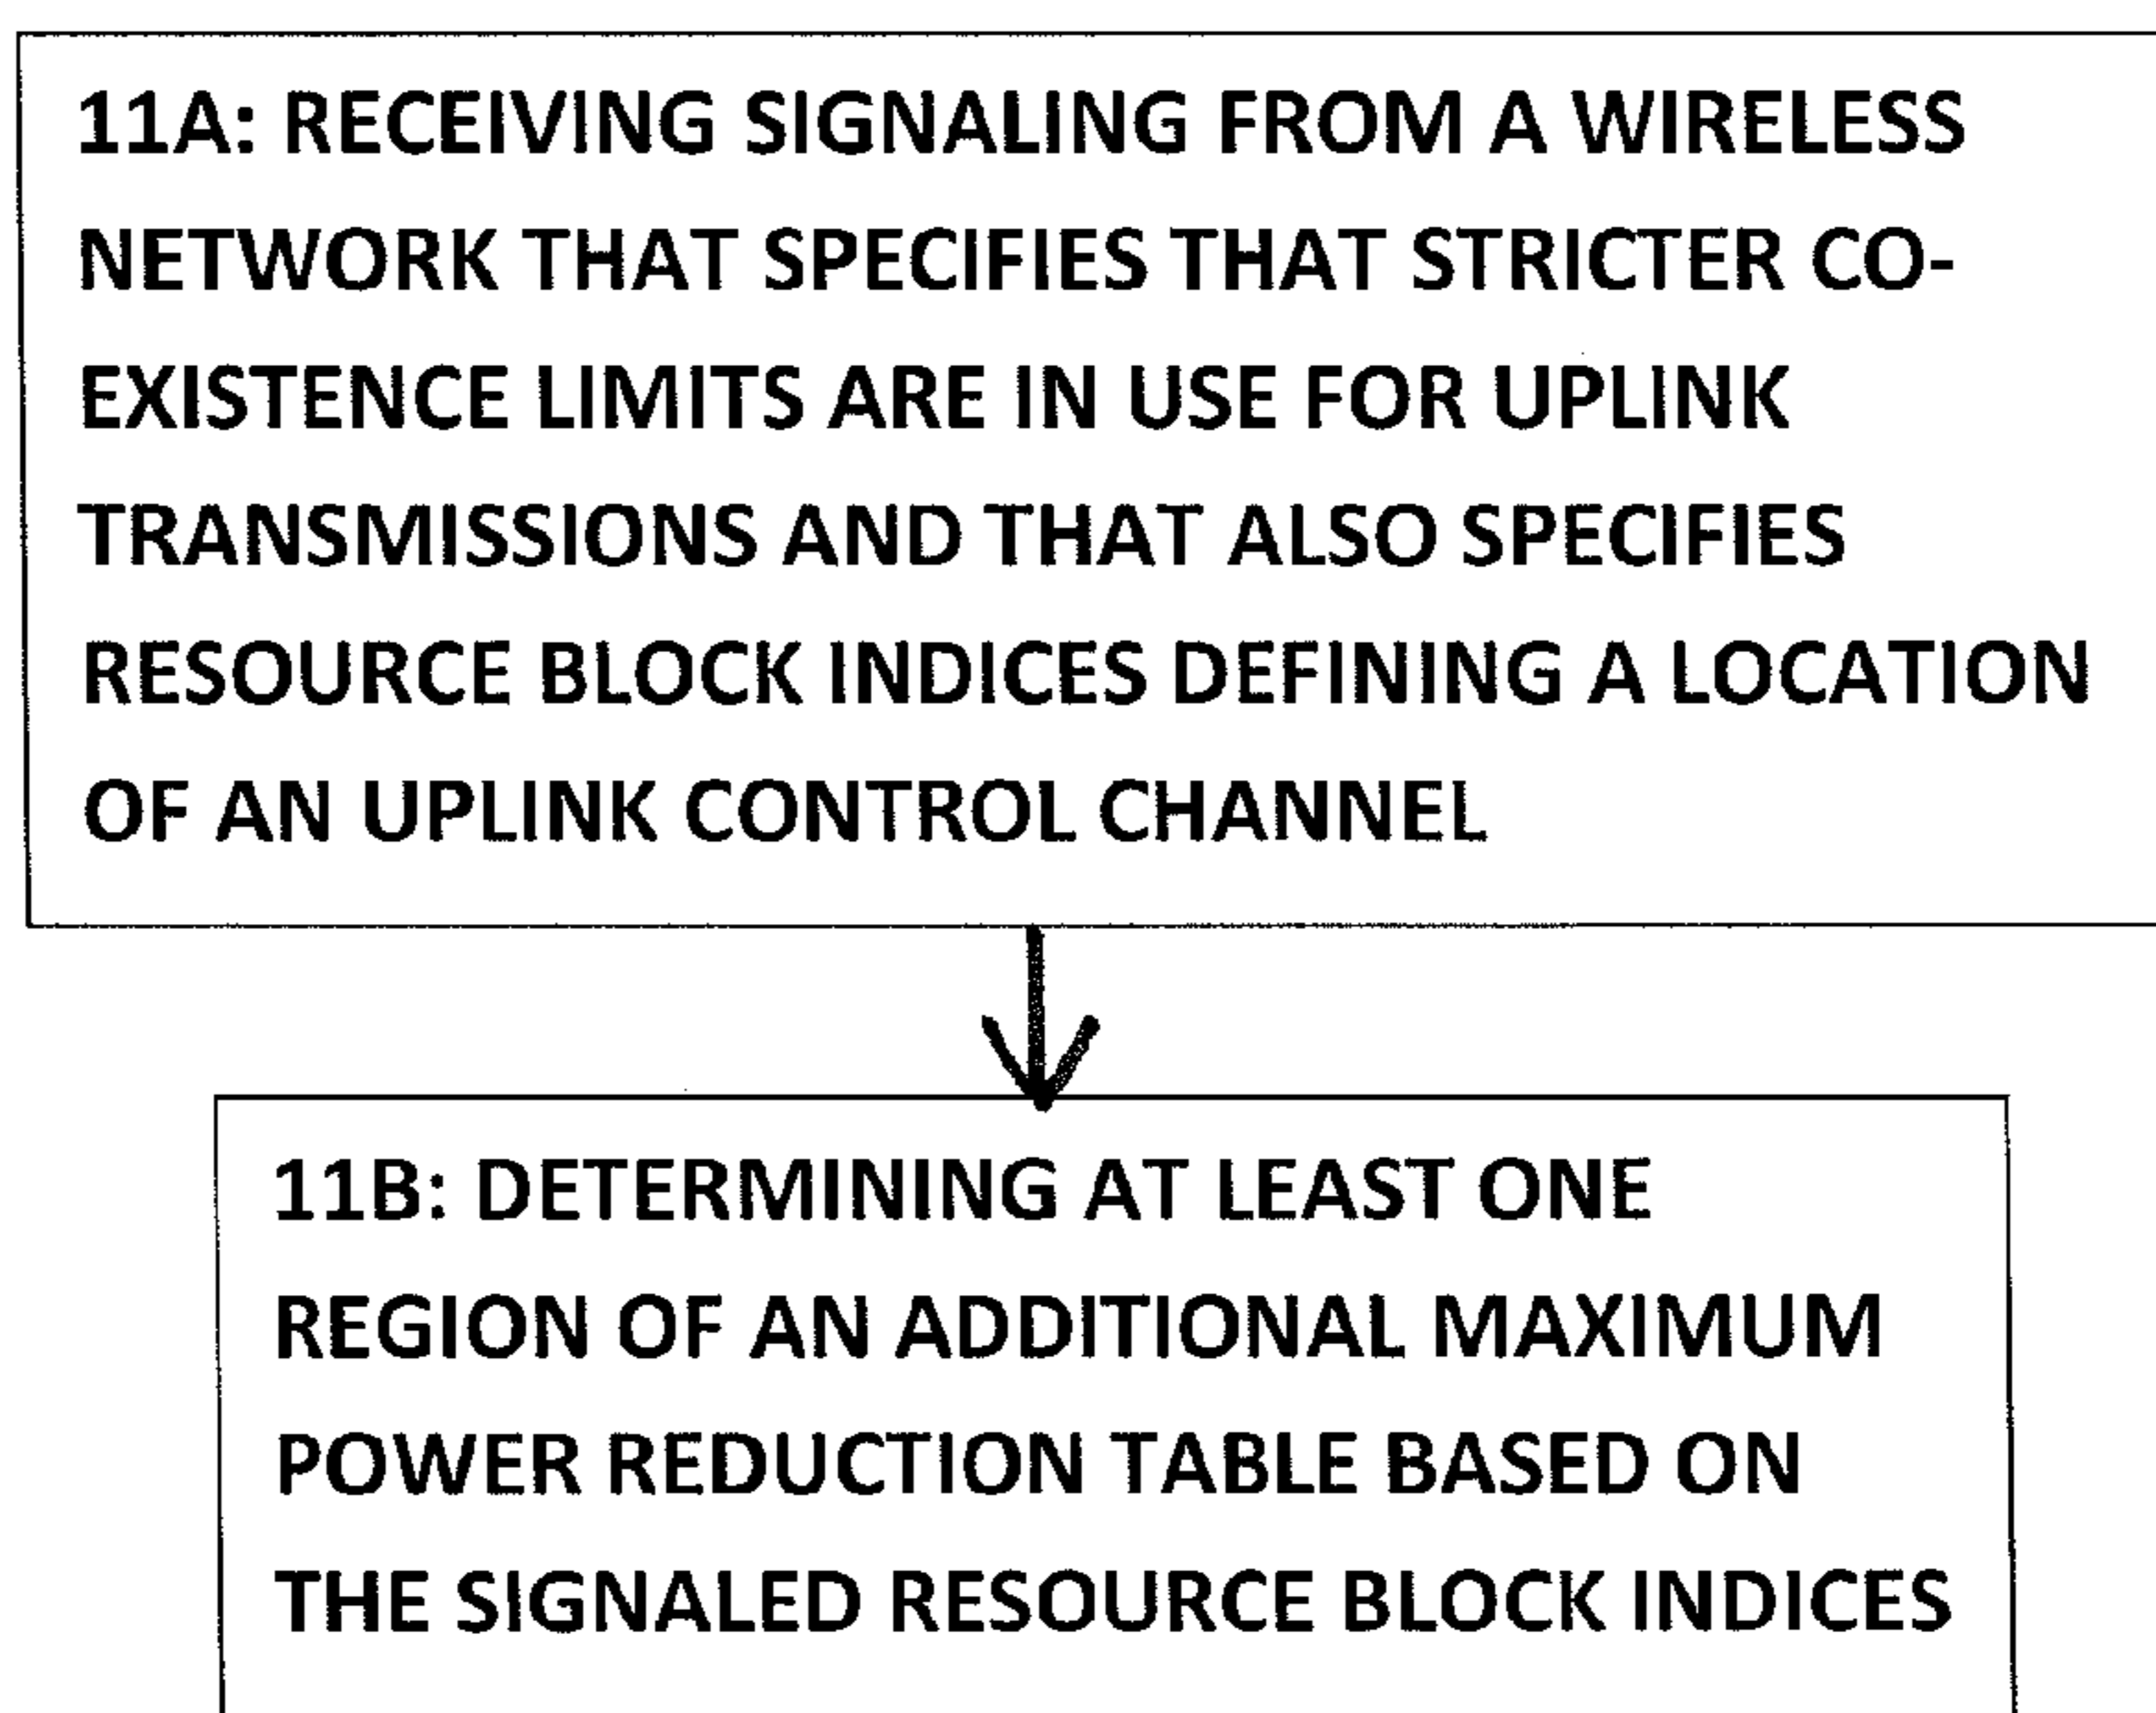 11A: RECEIVING SIGNALING FROM A WIRELESS
NETWORK THAT SPECIFIES THAT STRICTER CO-
EXISTENCE LIMITS ARE IN USE FOR UPLINK
TRANSMISSIONS AND THAT ALSO SPECIFIES
RESOURCE BLOCK INDICES DEFINING A LOCATION
OF AN UPLINK CONTROL CHANNEL
11B: DETERMINING AT LEAST ONE
REGION OF AN ADDITIONAL MAXIMUM
POWER REDUCTION TABLE BASED ON
THE SIGNALED RESOURCE BLOCK INDICES